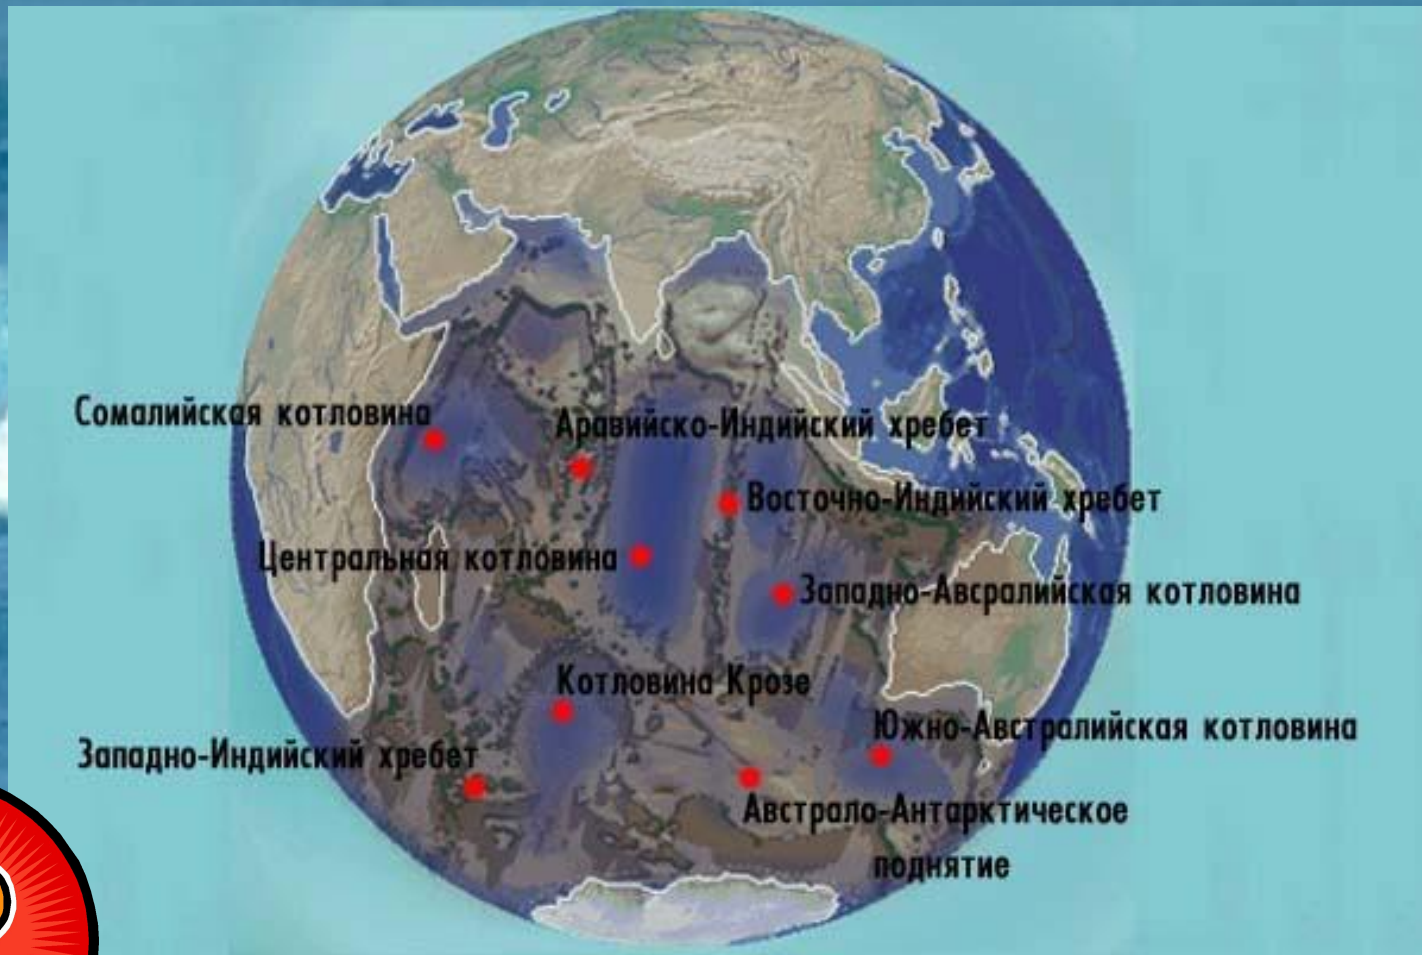 Сомалийская котловина
Аравийско-Индийский хребет
Восточно-Индийский хребет
Центральная котловина
Западно-Авсралийская котловина
Котловина Крозе
Южно-Австралийская котловина
Западно-Индийский хребет
Австрало-Антарктическое
поднятие